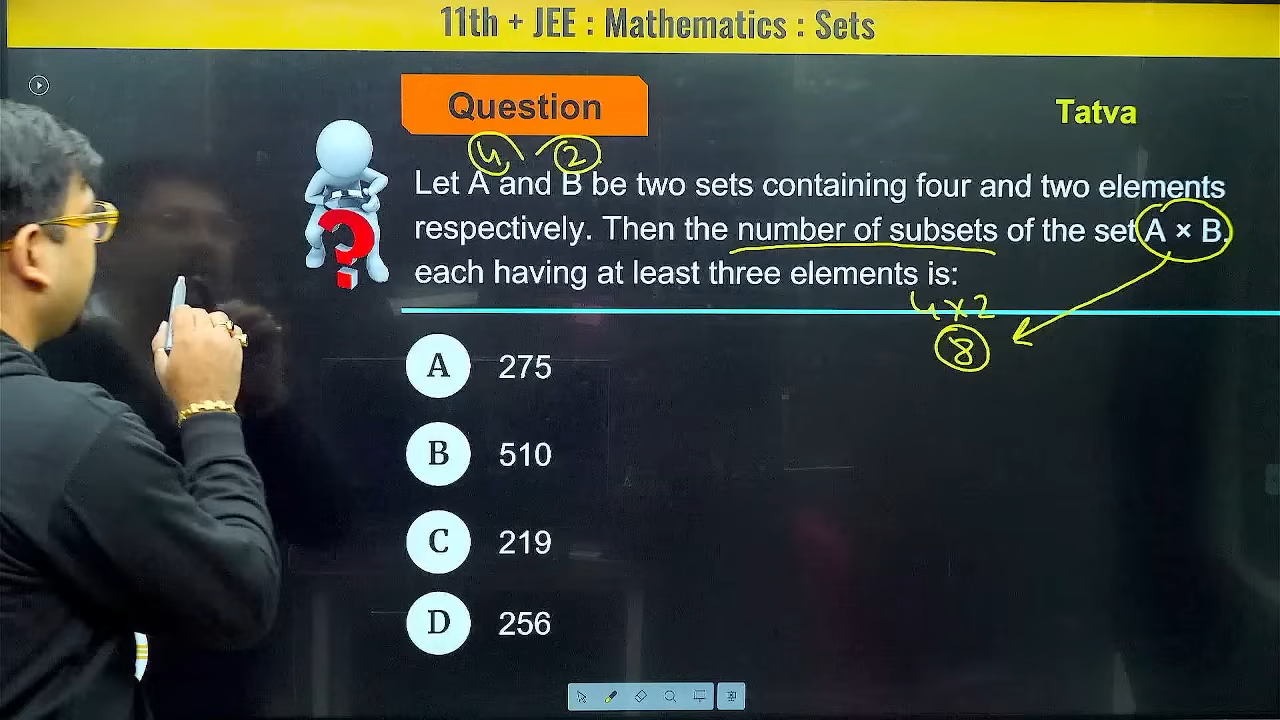 11th + JEE : Mathematics : Sets
Question
Tatva
4, 2
Let A and B be two sets containing four and two elements
respectively. Then the number of subsets of the set A × B,
each having at least three elements is:
4×2
8
A 275
B 510
C 219
D 256